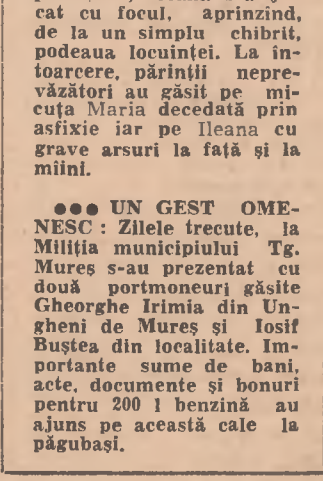 cat cu focul, aprinzînd,
de la un simplu chibrit,
podeaua locuinței. La în-
toarcere, părinții nepre-
văzători au găsit pe mi-
cuța Maria decedată prin
asfixie iar pe Ileana cu
grave arsuri la față și la
miini.
●●● UN GEST OME-
NESC : Zilele trecute, la
Miliția municipiului Tg.
Mureș s-au prezentat cu
două portmoneuri găsite
Gheorghe Irimia din Un-
gheni de Mureș și Iosif
Buștea din localitate. Im-
portante sume de bani,
acte, documente și bonuri
pentru 200 l benzină au
ajuns pe această cale la
păgubași.